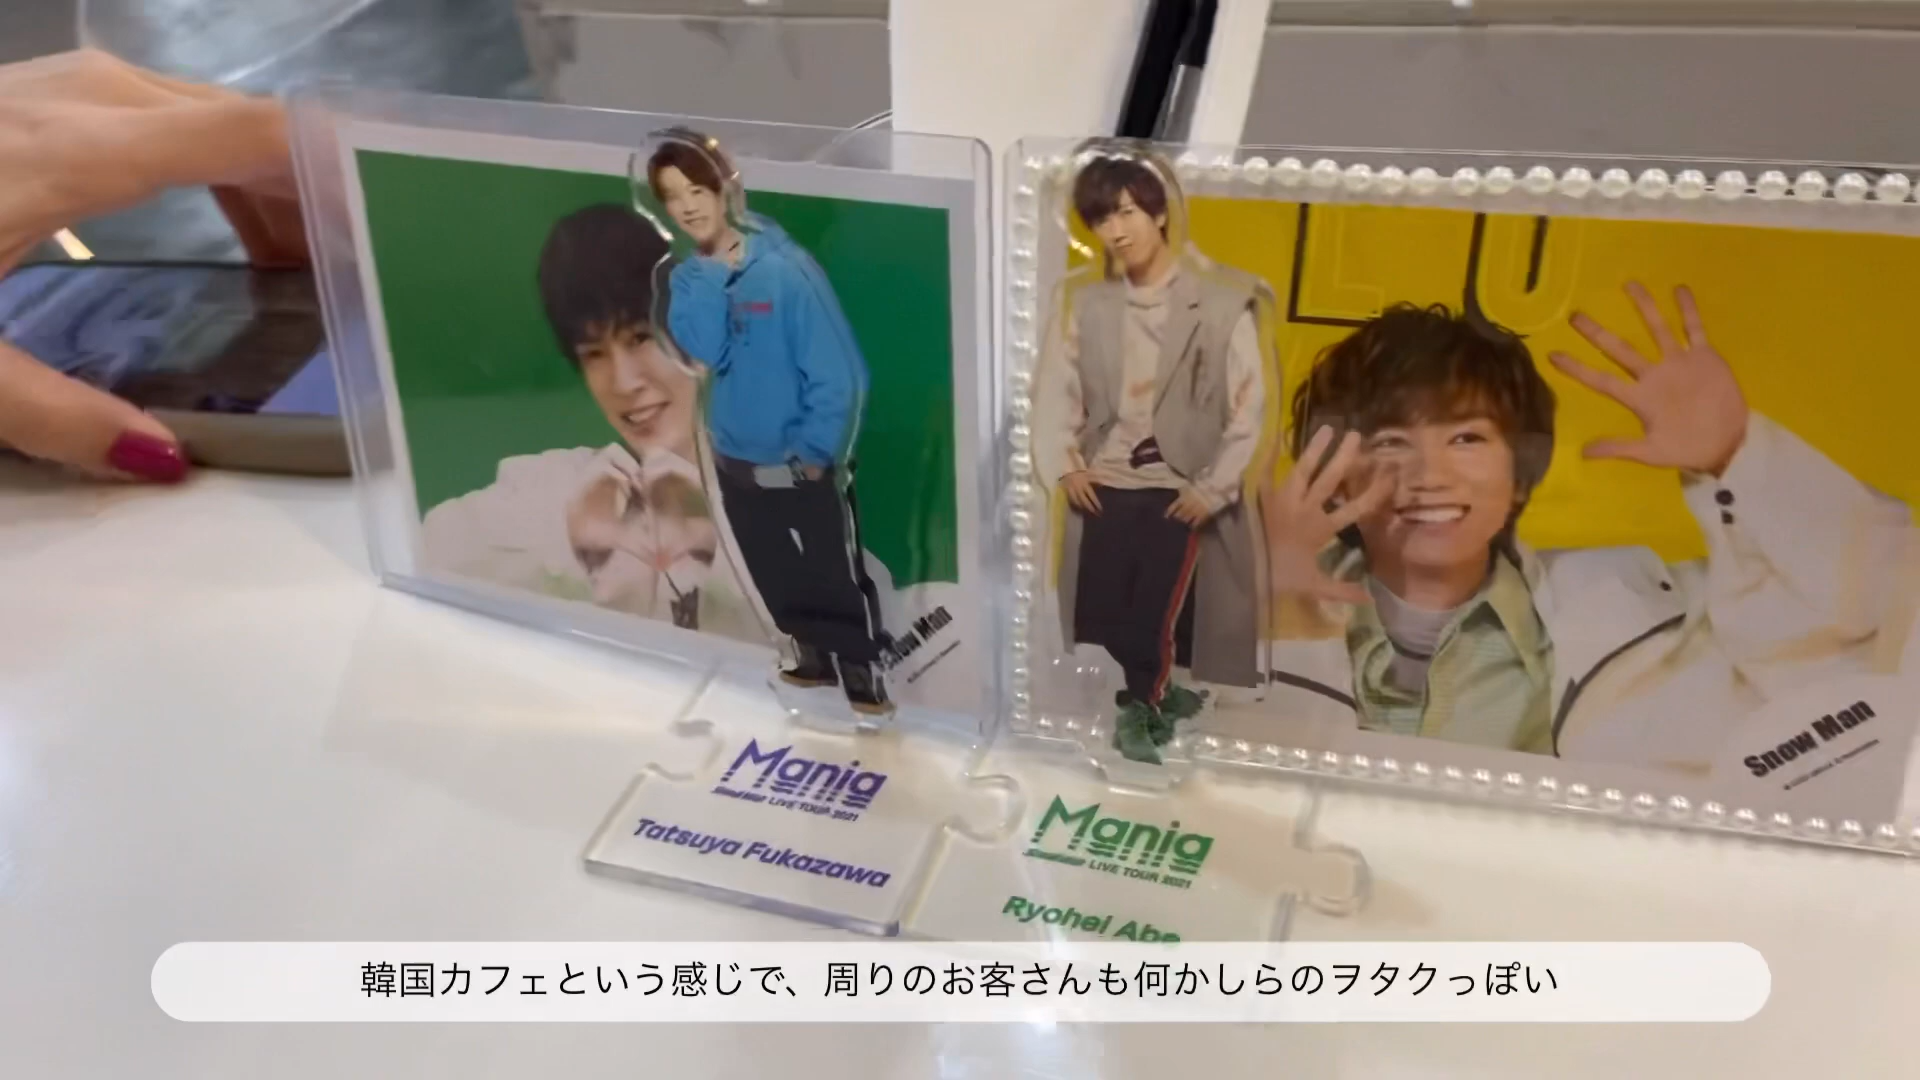 Snow Man
Snow Man
Mania
LIVE TOUR 2021
Tatsuya Fukazawa
Mania
LIVE TOUR 2021
Ryohei Abe
韓国カフェという感じで、周りのお客さんも何かしらのヲタクっぽい